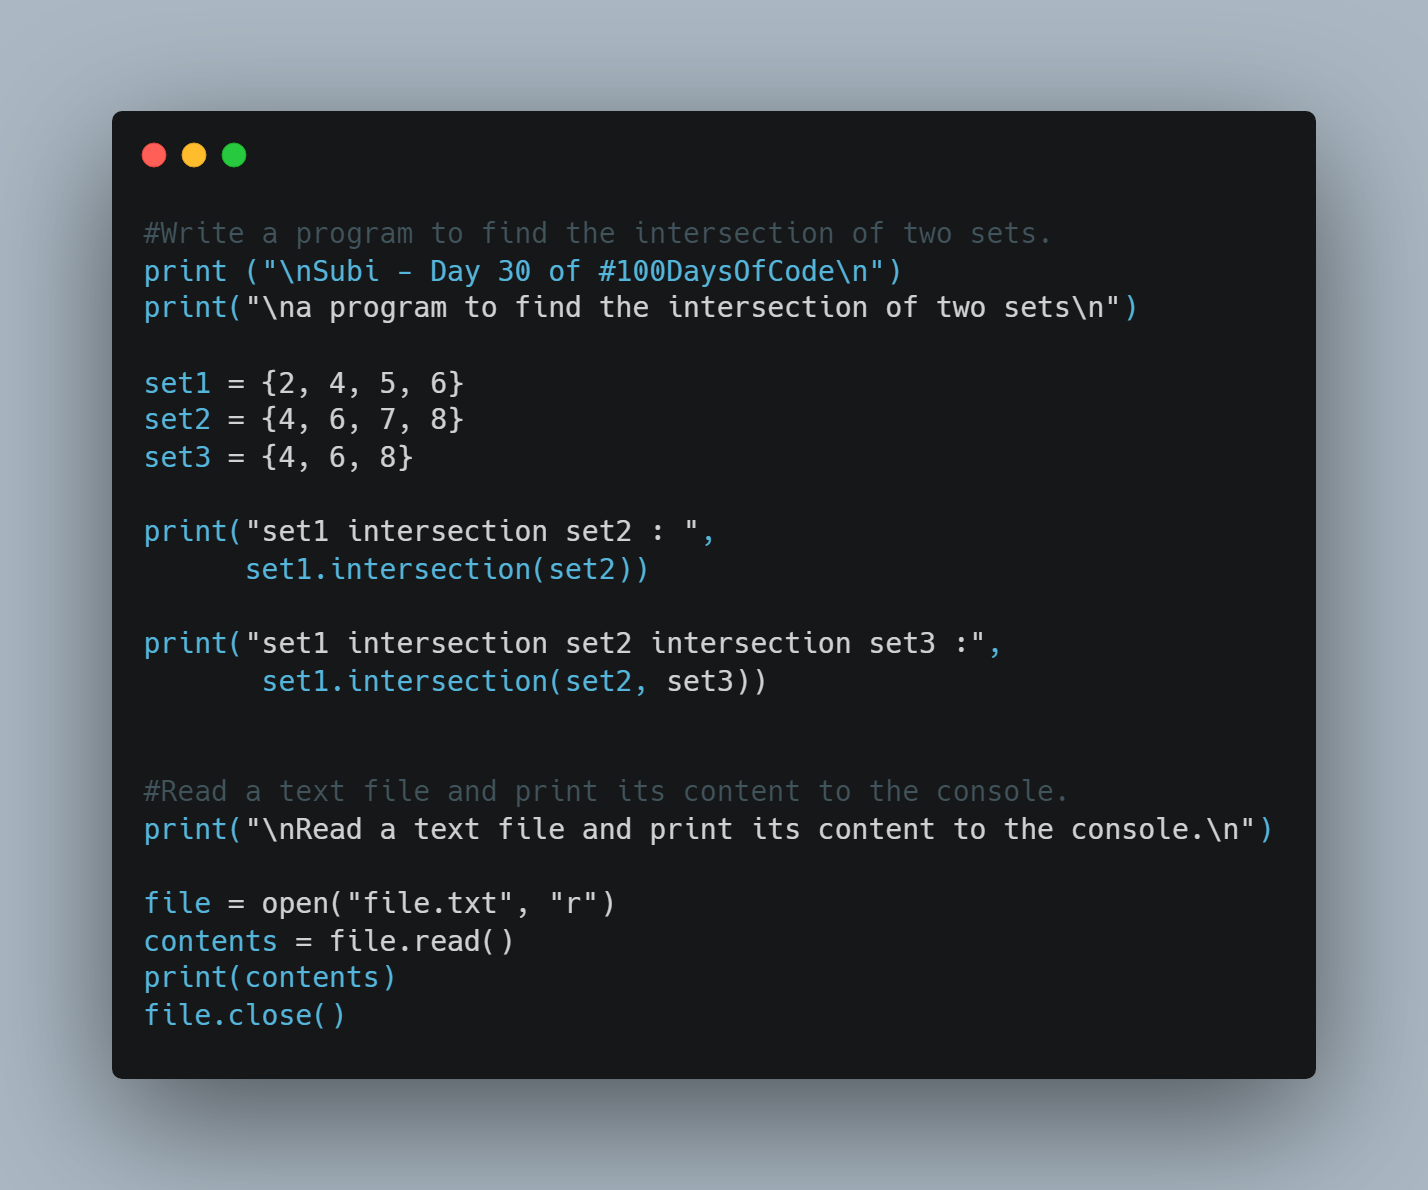 #Write a program to find the intersection of two sets.
print ("\nSubi - Day 30 of #100DaysOfCode\n")
print("\na program to find the intersection of two sets\n")
set1 = {2, 4, 5, 6}
set2 = {4, 6, 7, 8}
set3 = {4, 6, 8}
print("set1 intersection set2 : ",
      set1.intersection(set2))
print("set1 intersection set2 intersection set3 :",
       set1.intersection(set2, set3))
#Read a text file and print its content to the console.
print("\nRead a text file and print its content to the console.\n")
file = open("file.txt", "r")
contents = file.read()
print(contents)
file.close()